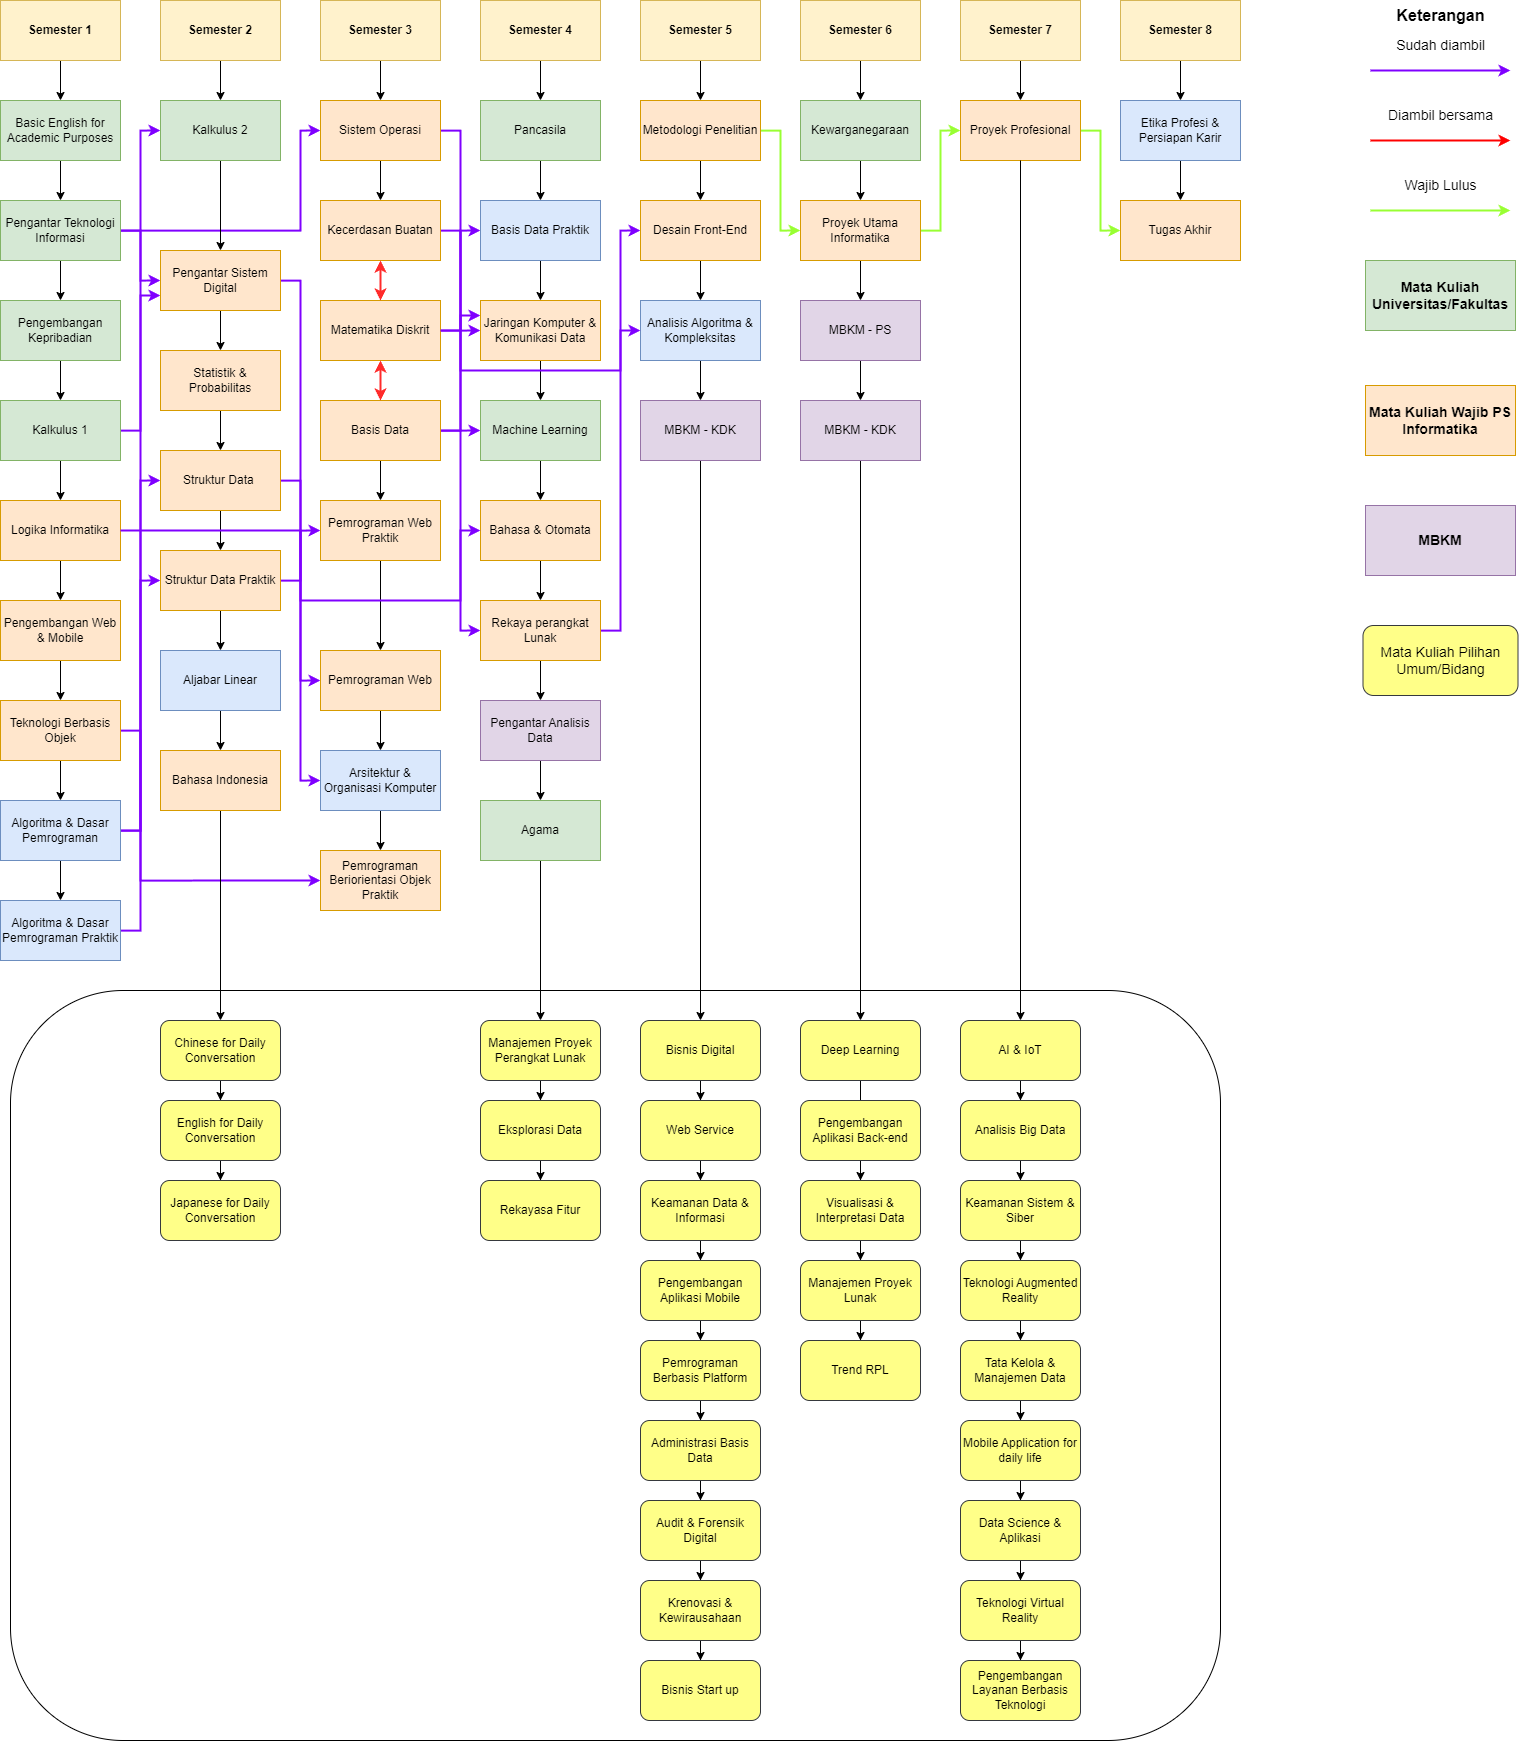 Semester 1
Semester 2
Semester 3
Semester 4
Semester 5
Semester 6
Semester 7
Semester 8
Basic English for
Academic Purposes
Pengantar Teknologi
Informasi
Pengembangan
Kepribadian
Kalkulus 1
Logika Informatika
Pengembangan Web
& Mobile
Teknologi Berbasis
Objek
Algoritma & Dasar
Pemrograman
Algoritma & Dasar
Pemrograman Praktik
Kalkulus 2
Pengantar Sistem
Digital
Statistik &
Probabilitas
Struktur Data
Struktur Data Praktik
Aljabar Linear
Bahasa Indonesia
Sistem Operasi
Kecerdasan Buatan
Matematika Diskrit
Basis Data
Pemrograman Web
Praktik
Pemrograman Web
Arsitektur &
Organisasi Komputer
Pemrograman
Beriorientasi Objek
Praktik
Pancasila
Basis Data Praktik
Jaringan Komputer &
Komunikasi Data
Machine Learning
Bahasa & Otomata
Rekaya perangkat
Lunak
Pengantar Analisis
Data
Agama
Metodologi Penelitian
Desain Front-End
Analisis Algoritma &
Kompleksitas
MBKM - KDK
Kewarganegaraan
Proyek Utama
Informatika
MBKM - PS
MBKM - KDK
Proyek Profesional
Etika Profesi &
Persiapan Karir
Tugas Akhir
Chinese for Daily
Conversation
English for Daily
Conversation
Japanese for Daily
Conversation
Manajemen Proyek
Perangkat Lunak
Eksplorasi Data
Rekayasa Fitur
Bisnis Digital
Web Service
Keamanan Data &
Informasi
Pengembangan
Aplikasi Mobile
Pemrograman
Berbasis Platform
Administrasi Basis
Data
Audit & Forensik
Digital
Krenovasi &
Kewirausahaan
Bisnis Start up
Deep Learning
Pengembangan
Aplikasi Back-end
Visualisasi &
Interpretasi Data
Manajemen Proyek
Lunak
Trend RPL
AI & IoT
Analisis Big Data
Keamanan Sistem &
Siber
Teknologi Augmented
Reality
Tata Kelola &
Manajemen Data
Mobile Application for
daily life
Data Science &
Aplikasi
Teknologi Virtual
Reality
Pengembangan
Layanan Berbasis
Teknologi
Keterangan
Sudah diambil
Diambil bersama
Wajib Lulus
Mata Kuliah
Universitas/Fakultas
Mata Kuliah Wajib PS
Informatika
MBKM
Mata Kuliah Pilihan
Umum/Bidang